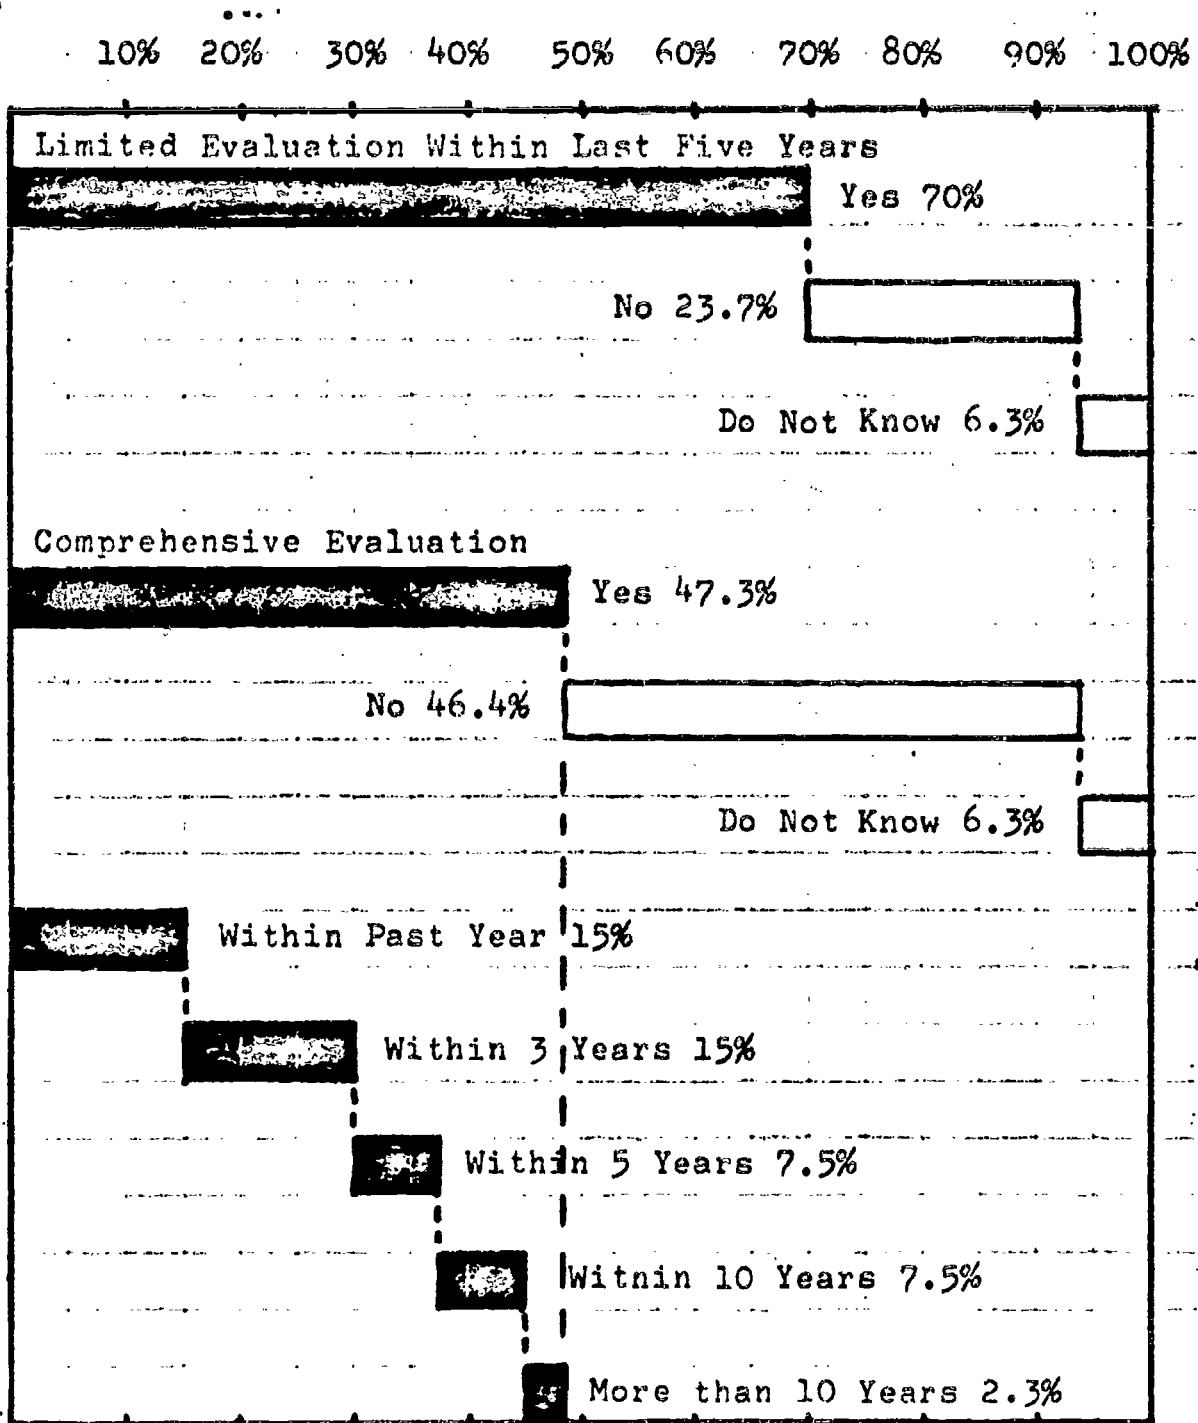 10% 20% 30% 40% 50% 60% 70% 80% 90% 100%
Limited Evaluation Within Last Five Years
Yes 70%
No 23.7%
Do Not Know 6.3%
Comprehensive Evaluation
Yes 47.3%
No 46.4%
Do Not Know 6.3%
Within Past Year 15%
Within 3 Years 15%
Within 5 Years 7.5%
Witnin 10 Years 7.5%
More than 10 Years 2.3%